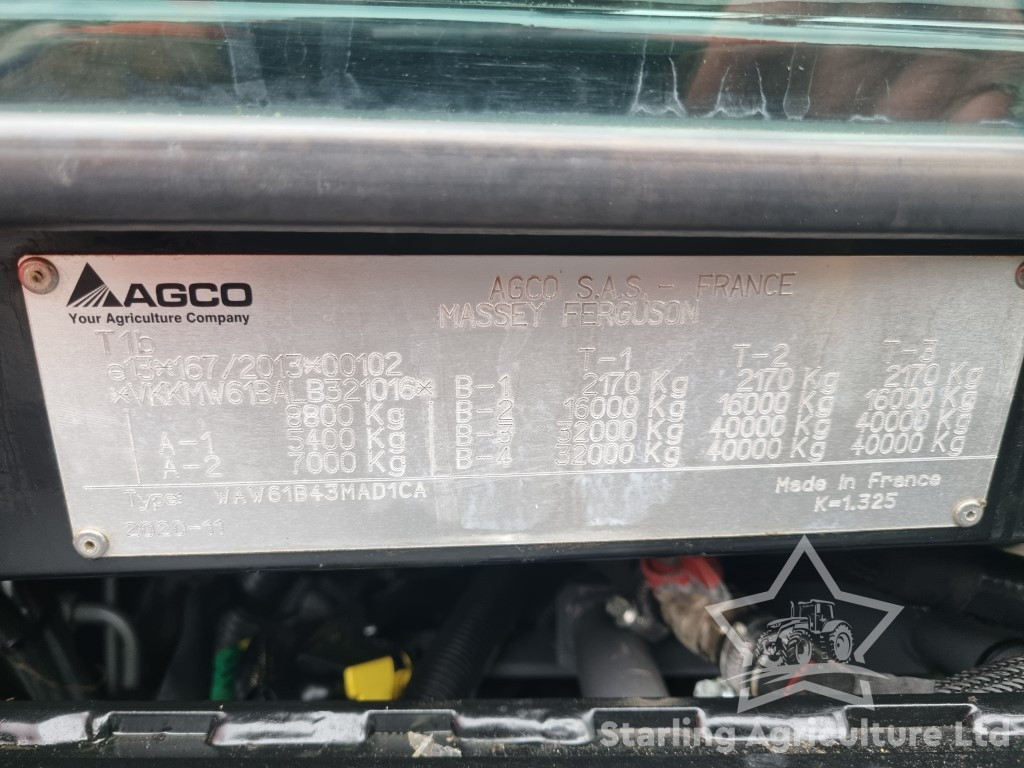 AGCO
Your Agriculture Company
AGCO S.A.S. - FRANCE
MASSEY FERGUSON
T1b
e13*167/2013*00102
*VKKMW61BALB321016*
8800 Kg
A-1 5400 Kg
A-2 7000 Kg
T-1 T-2 T-3
B-1 2170 Kg 2170 Kg 2170 Kg
B-2 16000 Kg 16000 Kg 16000 Kg
B-3 32000 Kg 40000 Kg 40000 Kg
B-4 32000 Kg 40000 Kg 40000 Kg
Type: WAW61B43MAD1CA
2020-11
Made in France
K=1.325
Starling Agriculture Ltd